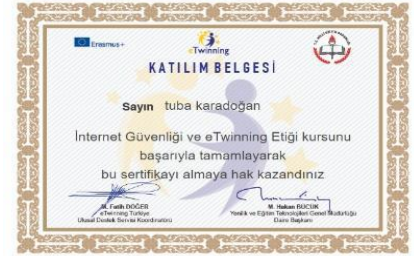 Erasmus+
eTwinning
KATILIM BELGESİ
Sayın tuba karadoğan
İnternet Güvenliği ve eTwinning Etiği kursunu
başarıyla tamamlayarak
bu sertifikayı almaya hak kazandınız
M. Fatih DÖĞER
eTwinning Türkiye
Ulusal Destek Servisi Koordinatörü
M. Hakan BÜCÜK
Yenilik ve Eğitim Teknolojileri Genel Müdürlüğü
Daire Başkanı